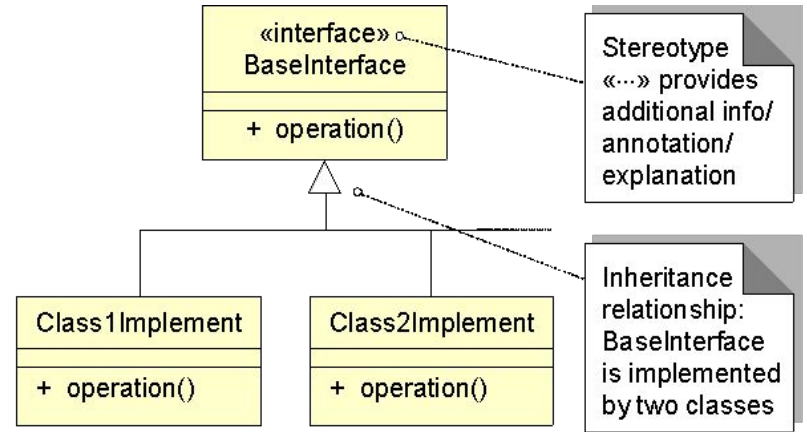 «interface»
BaseInterface
+ operation()
Stereotype
«···» provides
additional info/
annotation/
explanation
Class1Implement
+ operation()
Class2Implement
+ operation()
Inheritance
relationship:
BaseInterface
is implemented
by two classes